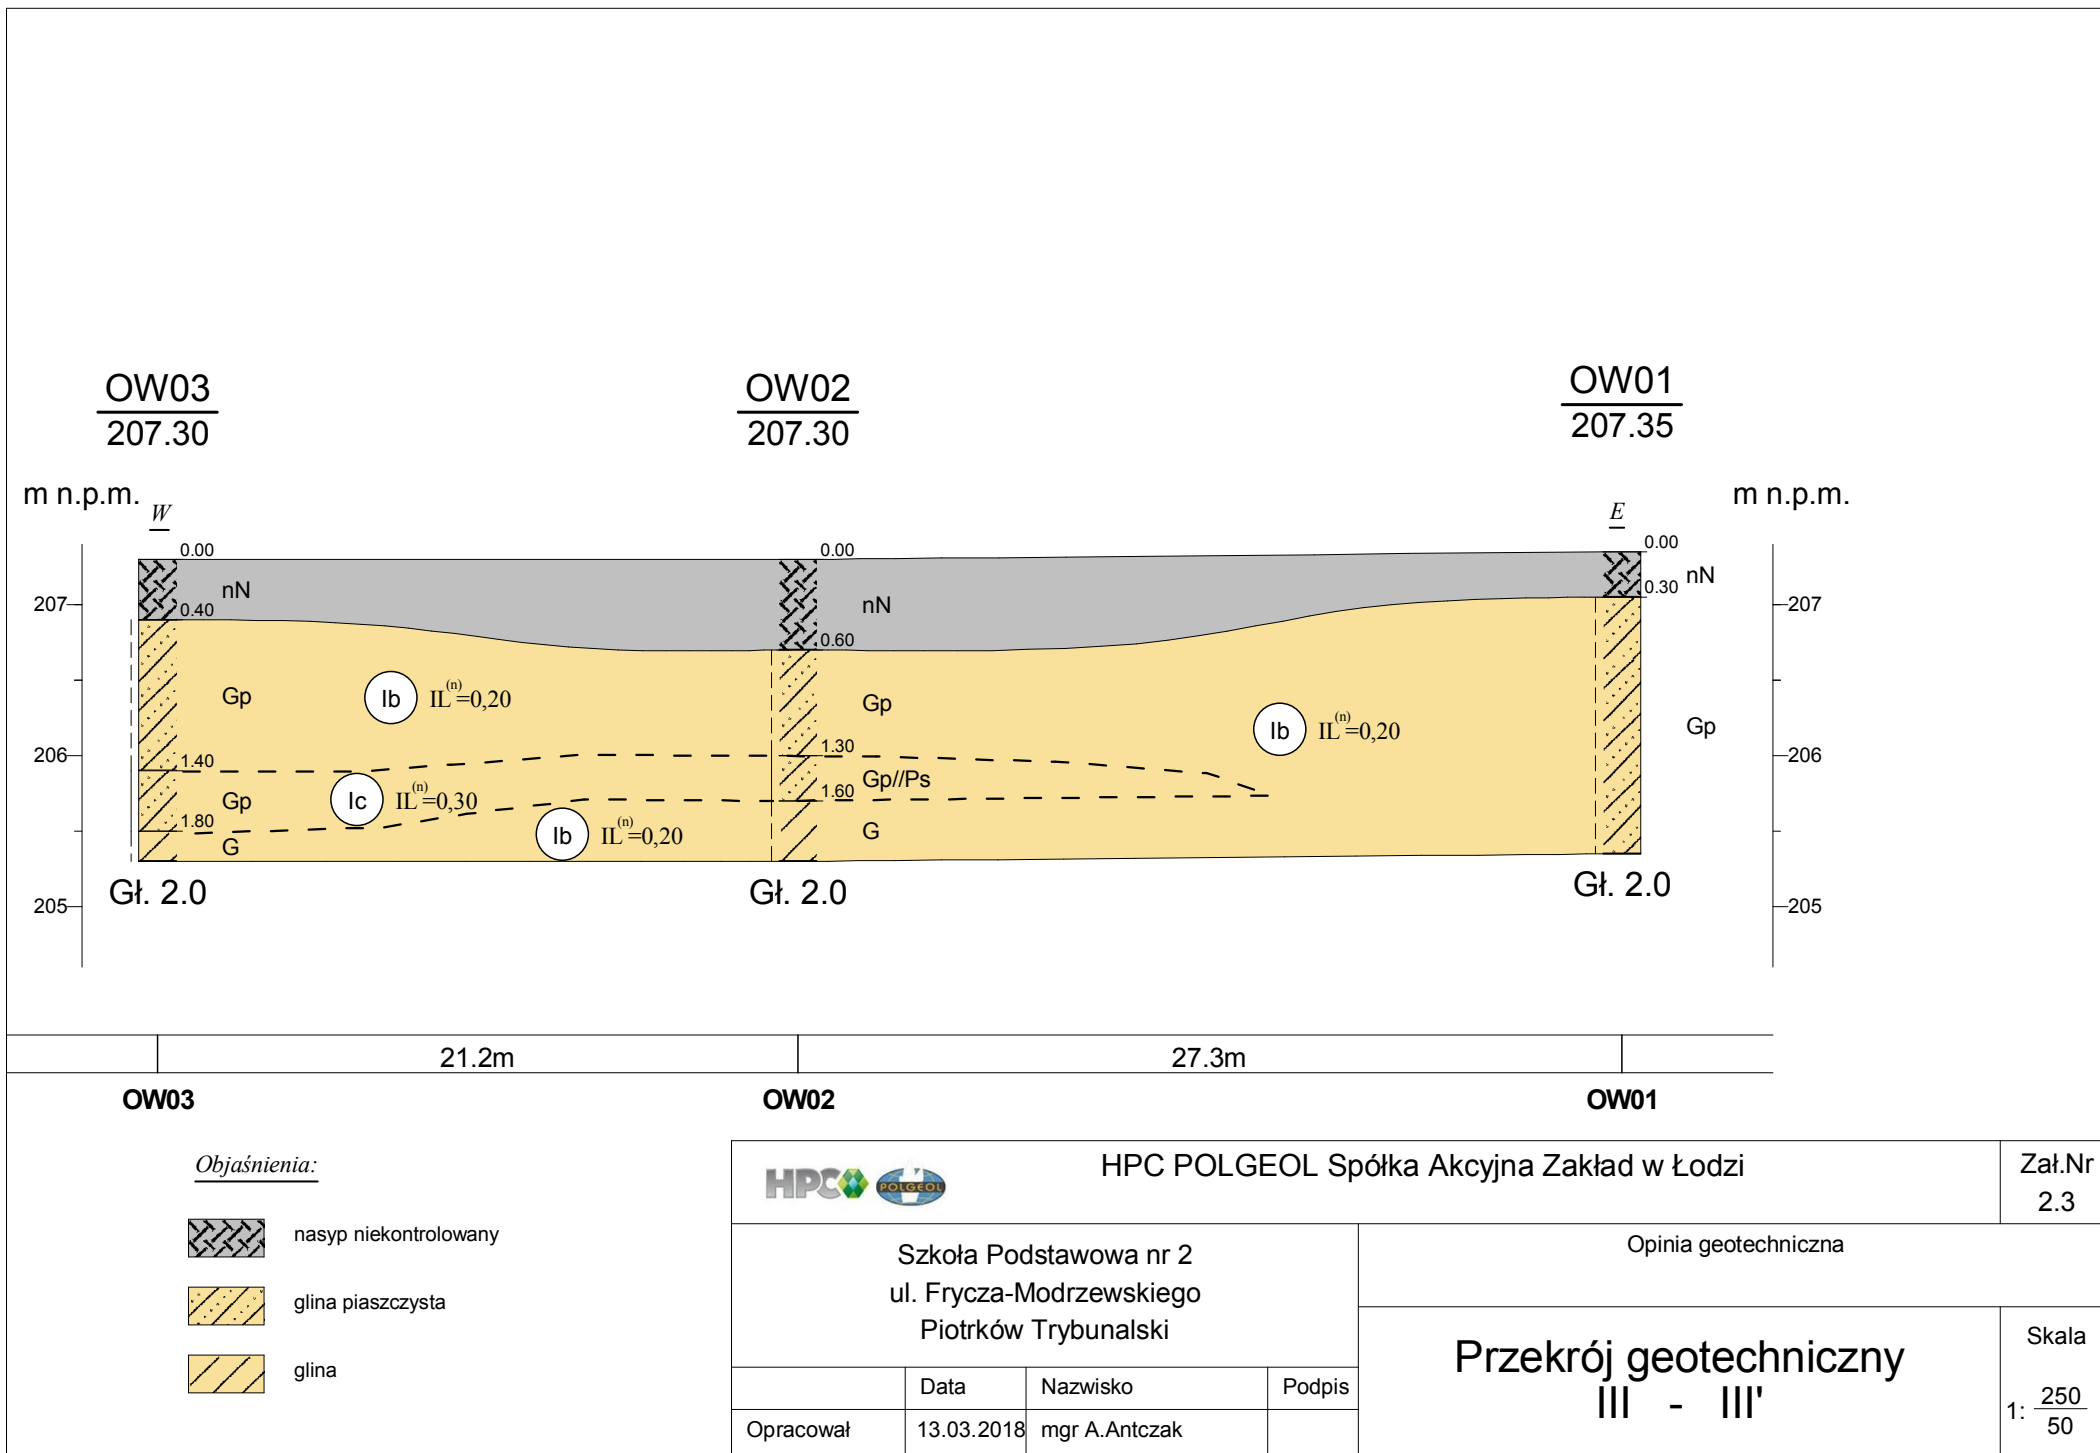 OW03
207.30
OW02
207.30
OW01
207.35
m n.p.m.
W
E
m n.p.m.
0.00
0.00
0.00
nN
nN
nN
0.40
0.60
0.30
207
207
Gp
Ib
IL(n)=0,20
Gp
Ib
IL(n)=0,20
Gp
206
206
1.40
1.30
Gp
Ic
IL(n)=0,30
Gp//Ps
1.80
1.60
G
Ib
IL(n)=0,20
G
205
205
Gł. 2.0
Gł. 2.0
Gł. 2.0
21.2m
27.3m
OW03
OW02
OW01
Objaśnienia:
nasyp niekontrolowany
glina piaszczysta
glina
HPC
POLGEOL
HPC POLGEOL Spółka Akcyjna Zakład w Łodzi
Zał.Nr
2.3
Szkoła Podstawowa nr 2
ul. Frycza-Modrzewskiego
Piotrków Trybunalski
Opinia geotechniczna
Przekrój geotechniczny
III - III'
Skala
1: 250
50
Data
Nazwisko
Podpis
Opracował
13.03.2018
mgr A.Antczak